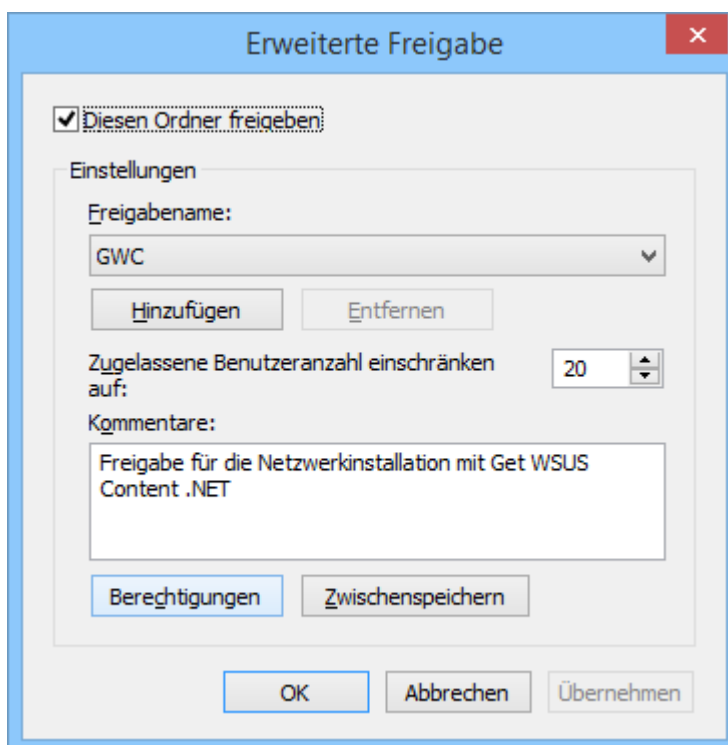 Erweiterte Freigabe
Diesen Ordner freigeben
Einstellungen
Freigabename:
GWC
Hinzufügen
Entfernen
Zugelassene Benutzeranzahl einschränken
auf:
20
Kommentare:
Freigabe für die Netzwerkinstallation mit Get WSUS
Content .NET
Berechtigungen
Zwischenspeichern
OK
Abbrechen
Übernehmen